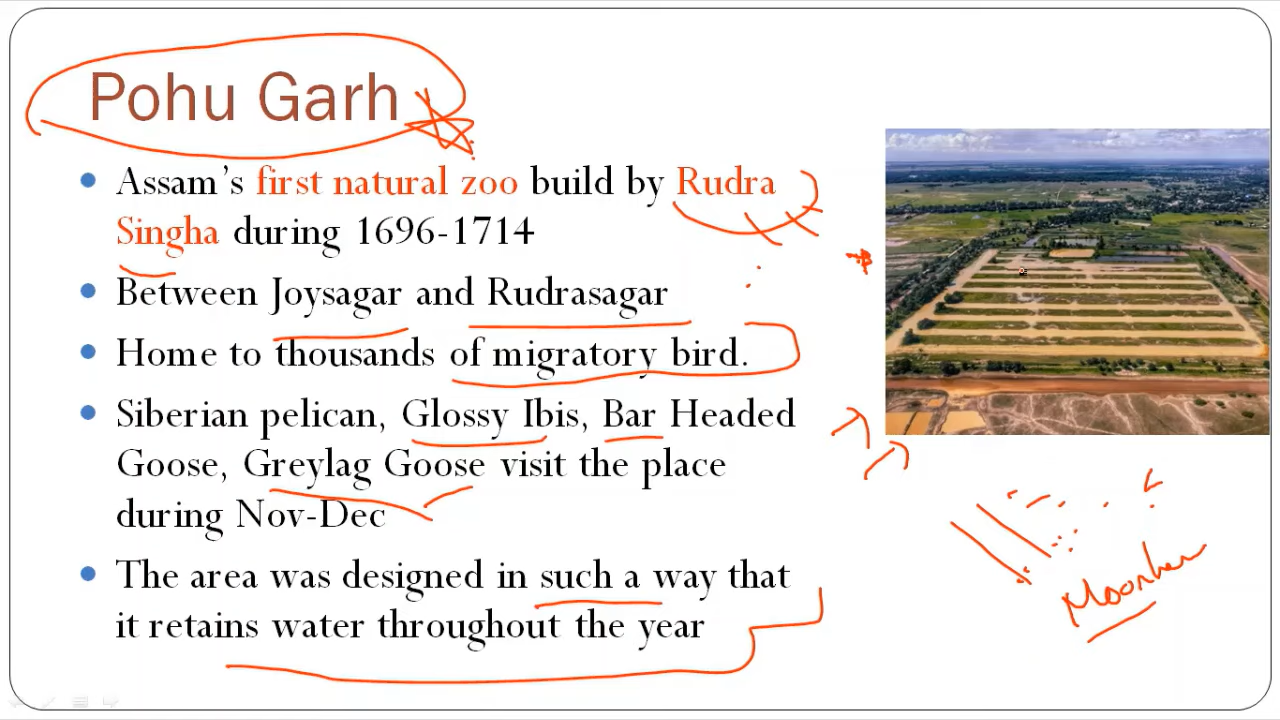 Pohu Garh
Assam's first natural zoo build by Rudra
Singha during 1696-1714
Between Joysagar and Rudrasagar
Home to thousands of migratory bird.
Siberian pelican, Glossy Ibis, Bar Headed
Goose, Greylag Goose visit the place
during Nov-Dec
The area was designed in such a way that
it retains water throughout the year